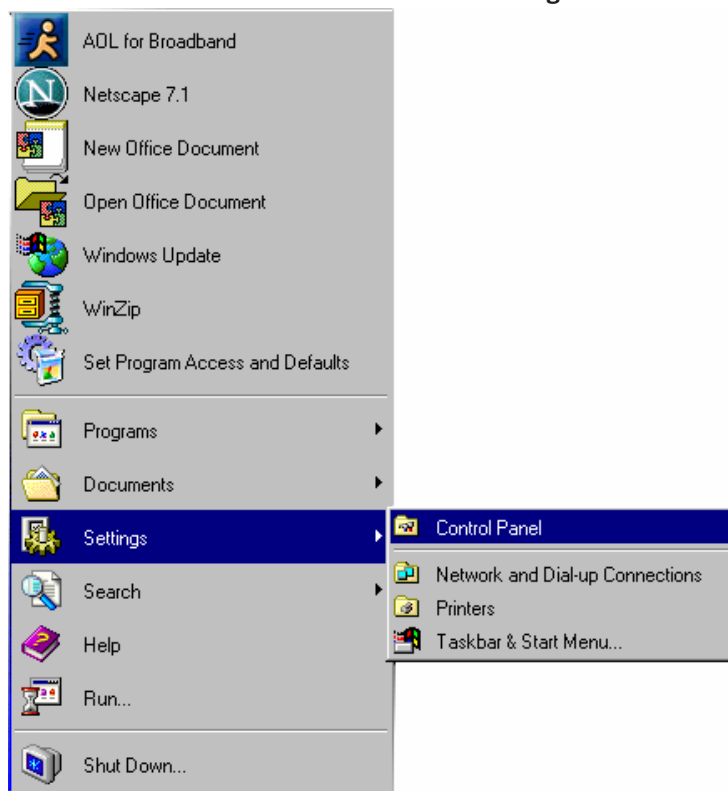 AOL for Broadband
Netscape 7.1
New Office Document
Open Office Document
Windows Update
WinZip
Set Program Access and Defaults
Programs
Documents
Settings
Control Panel
Network and Dial-up Connections
Printers
Taskbar & Start Menu...
Search
Help
Run...
Shut Down...